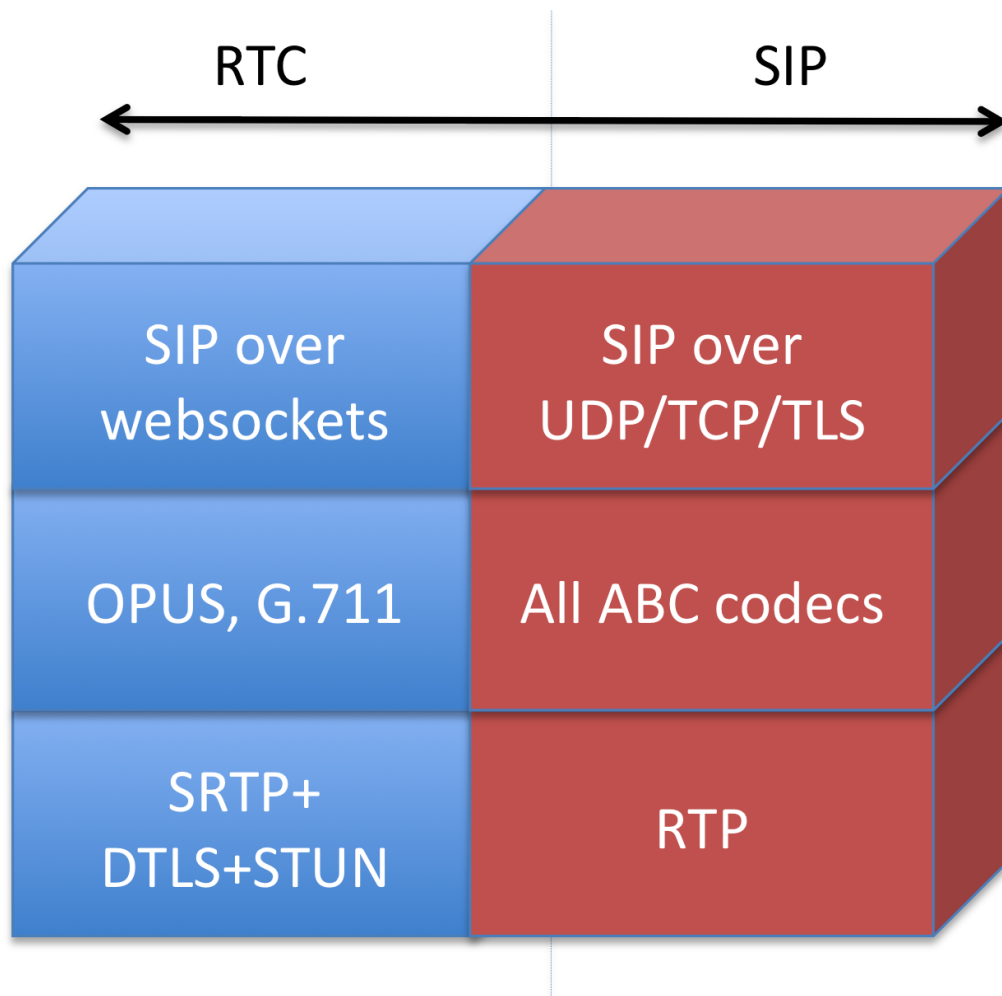 RTC
SIP
SIP over
websockets
SIP over
UDP/TCP/TLS
OPUS, G.711
All ABC codecs
SRTP+
DTLS+STUN
RTP